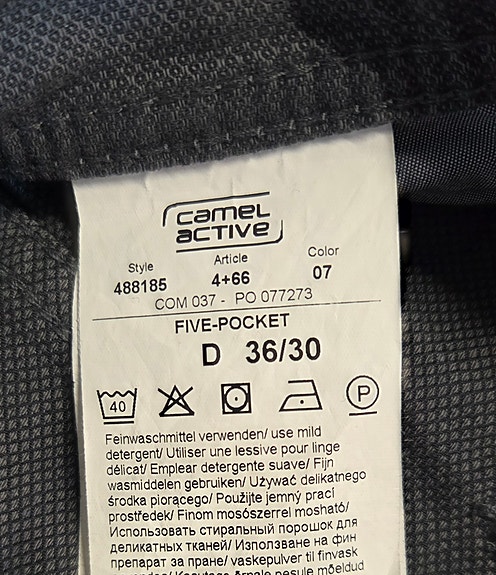 camel
active
Style Article Color
488185 4+66 07
COM 037 - PO 077273
FIVE-POCKET
D 36/30
40 P
Feinwaschmittel verwenden/ use mild
detergent/ Utiliser une lessive pour linge
délicat/ Emplear detergente suave/ Fijn
wasmiddelen gebruiken/ Używać delikatnego
środka piorącego/ Použijte jemný prací
prostředek/ Finom mosószerrel mosható/
Использовать стиральный порошок для
деликатных тканей/ Използване на фин
препарат за пране/ vaskepulver til finvask
õrnale pesule mõeldud